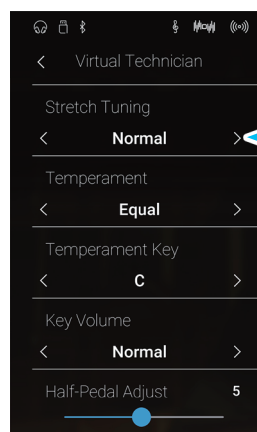 Virtual Technician
Stretch Tuning
Normal
Temperament
Equal
Temperament Key
C
Key Volume
Normal
Half-Pedal Adjust 5